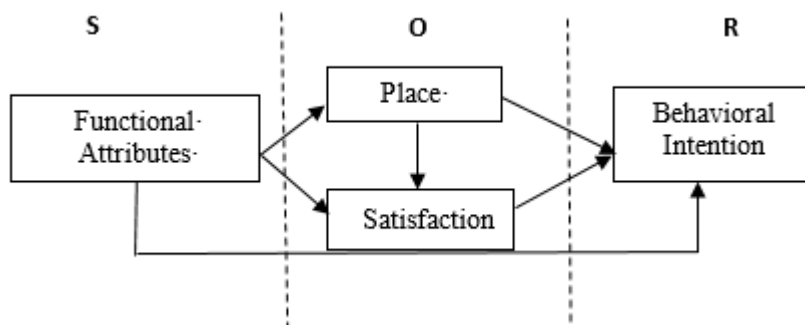 S O R
Functional·
Attributes·
Place·
Satisfaction
Behavioral
Intention